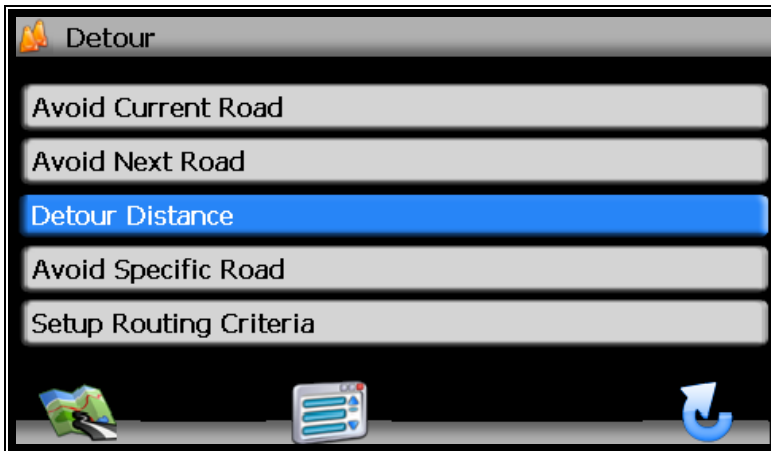 Detour
Avoid Current Road
Avoid Next Road
Detour Distance
Avoid Specific Road
Setup Routing Criteria